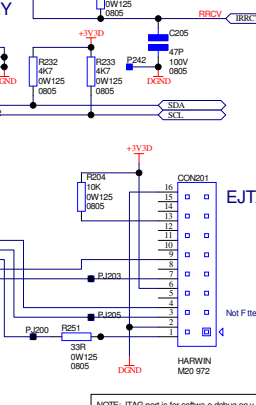 Y
0W125
0805
RRCV
IRRC
+3V3D
C205
47P
100V
0805
P242
DGND
R232
4K7
0W125
0805
R233
4K7
0W125
0805
DGND
SDA
SCL
+3V3D
CON201
EJT
R204
10K
0W125
0805
16
15
14
13
12
11
10
9
8
7
6
5
4
3
2
1
PJ203
PJ205
PJ200
R251
33R
0W125
0805
Not Fitte
DGND
HARWIN
M20 972